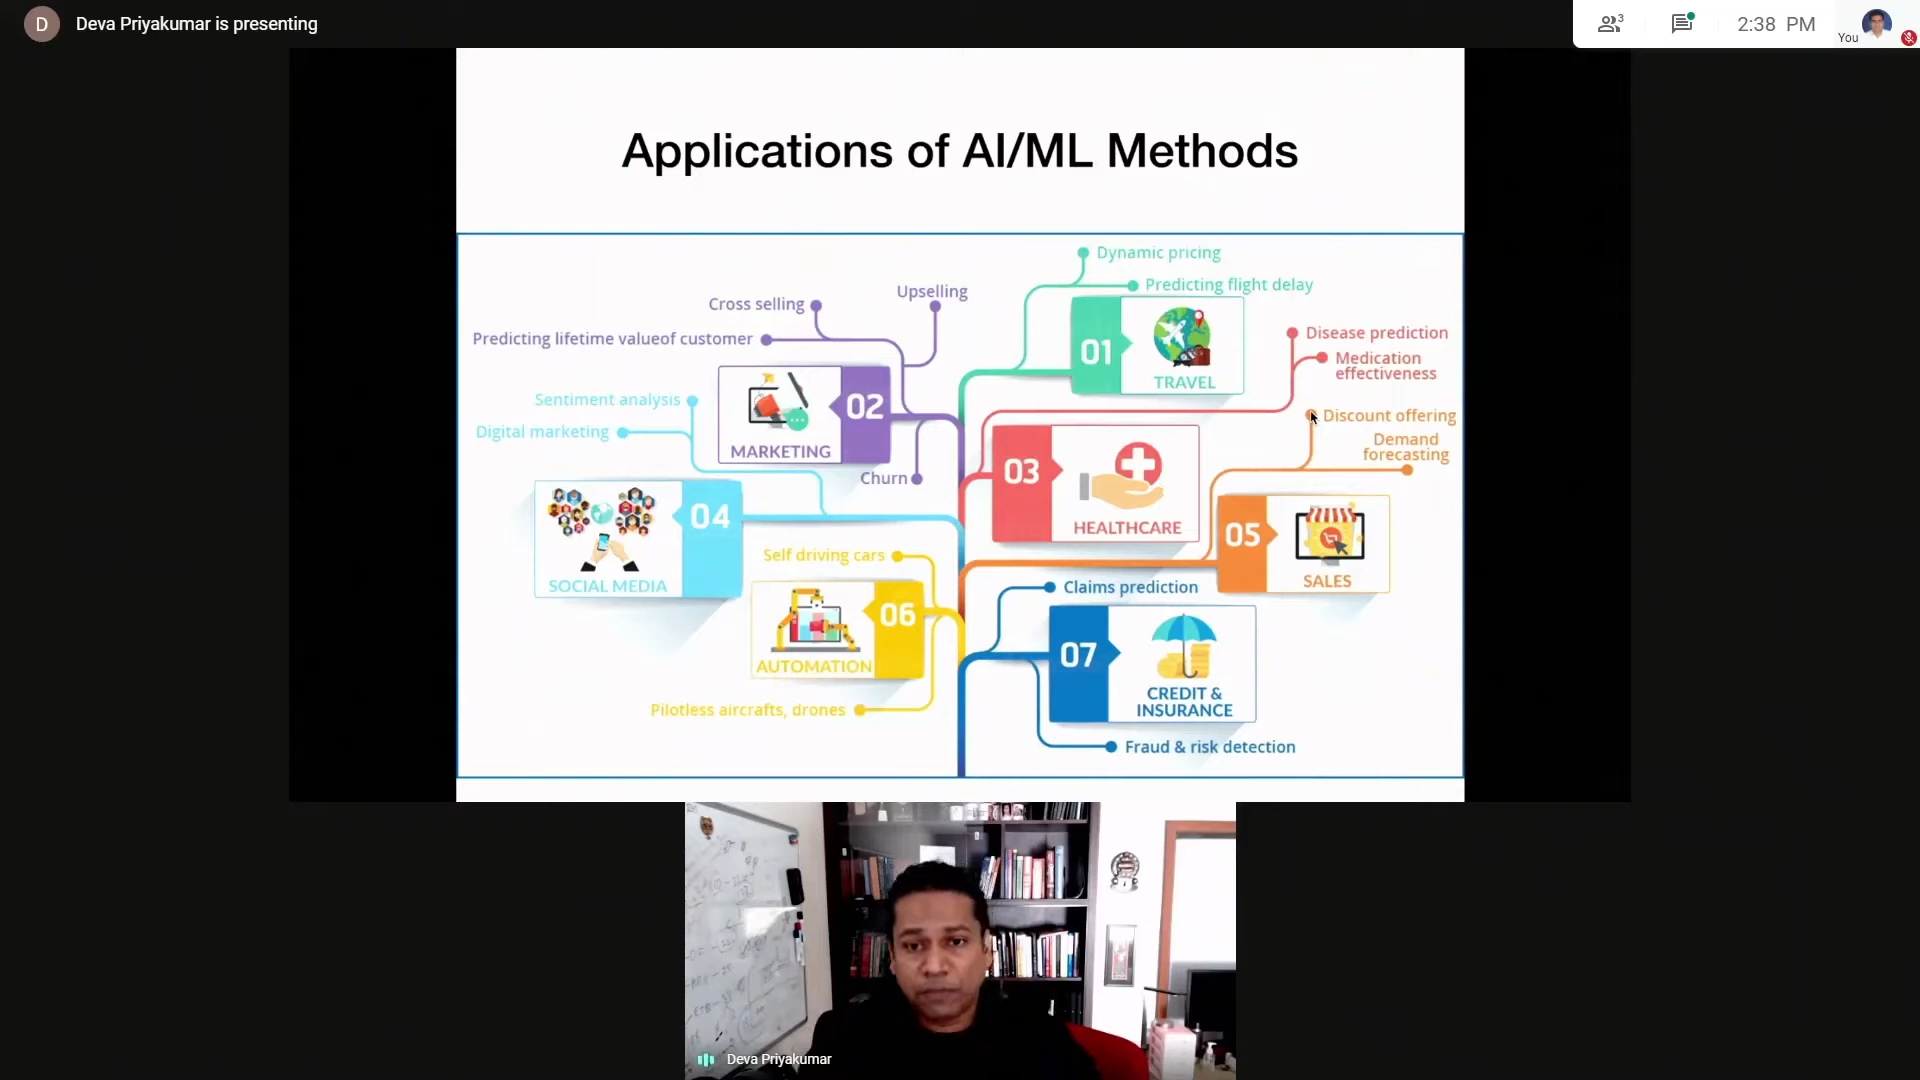 D
Deva Priyakumar is presenting
3
2:38 PM
You
Applications of AI/ML Methods
Dynamic pricing
Predicting flight delay
01
TRAVEL
Cross selling
Upselling
Predicting lifetime valueof customer
02
MARKETING
Churn
Disease prediction
Medication
effectiveness
03
HEALTHCARE
Sentiment analysis
Digital marketing
04
SOCIAL MEDIA
Discount offering
Demand
forecasting
05
SALES
Self driving cars
06
AUTOMATION
Pilotless aircrafts, drones
Claims prediction
07
CREDIT &
INSURANCE
Fraud & risk detection
Deva Priyakumar